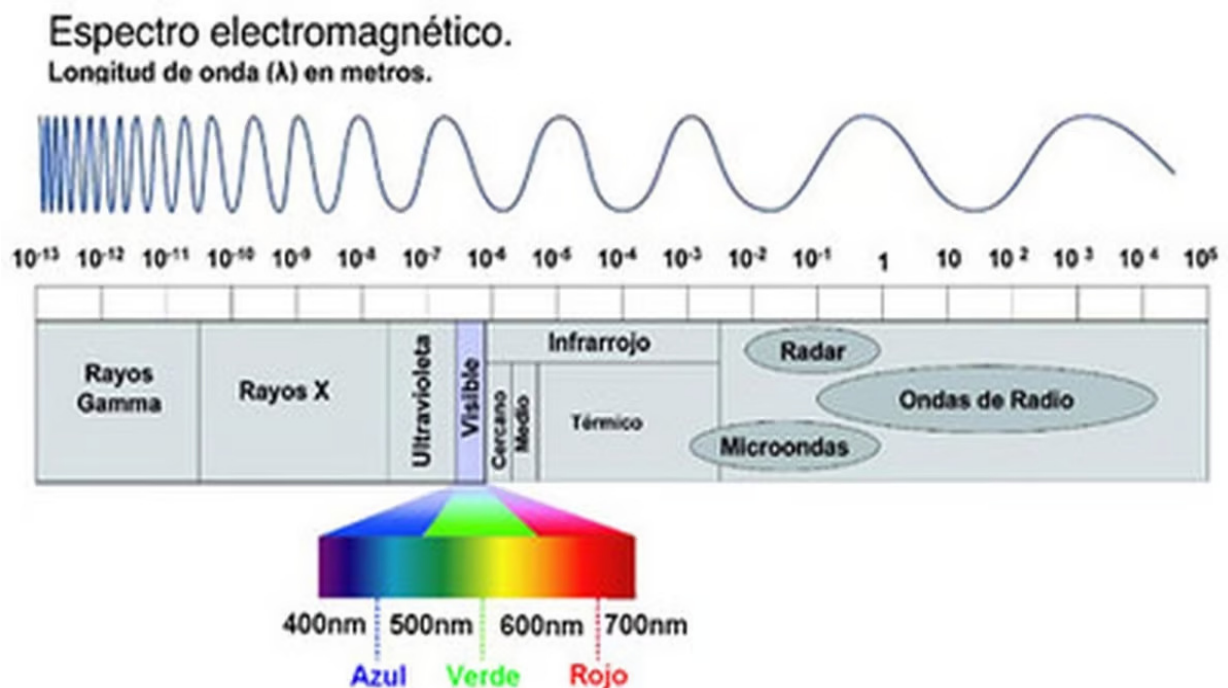 Espectro electromagnético.
Longitud de onda (λ) en metros.
10-13 10-12 10-11 10-10 10-9 10-8 10-7 10-6 10-5 10-4 10-3 10-2 10-1 1 10 10 2 10 3 10 4 105
Rayos
Gamma
Rayos X
Ultravioleta
Visible
Infrarrojo
Cercano
Medio
Térmico
Radar
Ondas de Radio
Microondas
400nm 500nm 600nm 700nm
Azul Verde Rojo